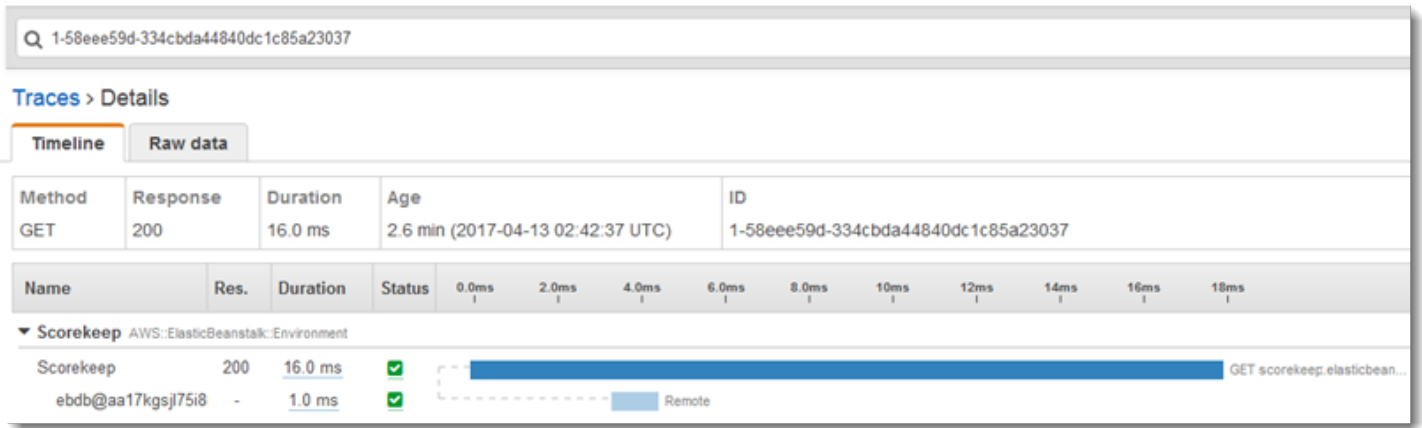 1-58eee59d-334cbda44840dc1c85a23037
Traces > Details
Timeline Raw data
Method Response Duration Age ID
GET 200 16.0 ms 2.6 min (2017-04-13 02:42:37 UTC) 1-58eee59d-334cbda44840dc1c85a23037
Name Res. Duration Status 0.0ms 2.0ms 4.0ms 6.0ms 8.0ms 10ms 12ms 14ms 16ms 18ms
Scorekeep AWS::ElasticBeanstalk::Environment
Scorekeep 200 16.0 ms GET scorekeep.elasticbean...
ebdb@aa17kgsjl75i8 - 1.0 ms Remote